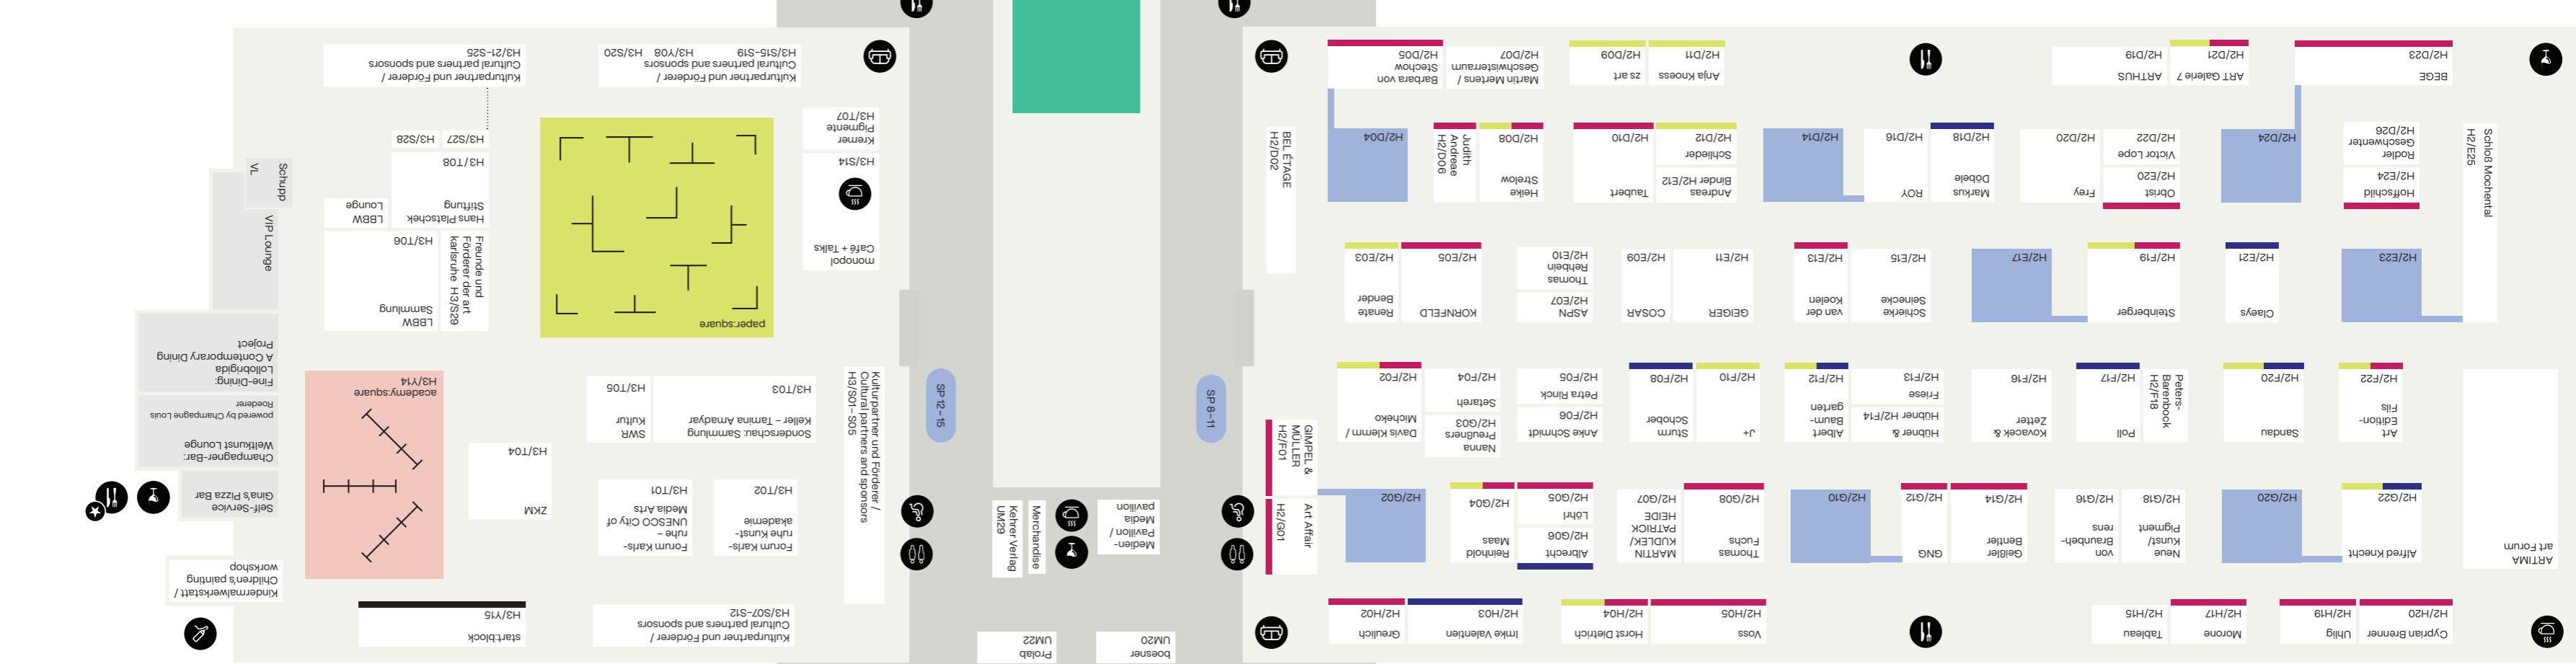 Kulturpartner und Förderer /
Cultural partners and sponsors
H3/21–S25
Kulturpartner und Förderer /
Cultural partners and sponsors
H3/S15–S19 H3/Y08 H3/S20
Kremer
Pigmente
H3/T07
monopol
Café + Talks
H3/S14
H3/S27
H3/S28
Hans Platschek
Stiftung
H3/T08
LBBW
Lounge
LBBW
Sammlung
H3/T06
Freunde und
Förderer der art
karlsruhe H3/S29
Schupp
VL
VIP Lounge
paper:square
Fine-Dining:
Lollobrigida
A Contemporary Dining
Project
Champagner-Bar:
Weltkunst Lounge
powered by Champagne Louis
Roederer
Self-Service
Gina's Pizza Bar
Kindermalwerkstatt /
Children's painting
workshop
academy:square
H3/Y14
start:block
H3/Y15
ZKM
H3/T04
SWR
Kultur
H3/T05
Sonderschau: Sammlung
Keller – Tamina Amadyar
H3/T03
Forum Karls-
ruhe –
UNESCO City of
Media Arts
H3/T01
Forum Karls-
ruhe Kunst-
akademie
H3/T02
Kulturpartner und Förderer /
Cultural partners and sponsors
H3/S01–S05
Kulturpartner und Förderer /
Cultural partners and sponsors
H3/S07–S12
SP 12–15
SP 8–11
Kehrer Verlag
UM29
Merchandise
Medien-
Pavillon /
Media
pavilion
Prolab
UM22
boesner
UM20
BEL ÉTAGE
H2/D02
Barbara von
Stechow
H2/D05
Martin Mertens /
Geschwisterraum
H2/D07
zs art
H2/D09
Anja Knoess
H2/D11
ARTHUS
H2/D19
ART Galerie 7
H2/D21
BEGE
H2/D23
H2/D04
Judith
Andreae
H2/D06
Heike
Strelow
H2/D08
Taubert
H2/D10
Schlieder
H2/D12
Andreas
Binder H2/E12
H2/D14
ROY
H2/D16
Markus
Döbele
H2/D18
Frey
H2/D20
Victor Lope
H2/D22
Obrist
H2/E20
H2/D24
Rodler
Gschwenter
H2/D26
Hoffschild
H2/E24
Schloß Mochental
H2/E25
Renate
Bender
H2/E03
KORNFELD
H2/E05
Thomas
Rehbein
H2/E10
ASPN
H2/E07
COSAR
H2/E09
GEIGER
H2/E11
van der
Koelen
H2/E13
Schierke
Seinecke
H2/E15
H2/E17
Steinberger
H2/F19
Claeys
H2/E21
H2/E23
GIMPEL &
MÜLLER
H2/F01
Davis Klemm /
Micheko
H2/F02
Setareh
H2/F04
Nanna
Preußners
H2/G03
Petra Rinck
H2/F05
Anke Schmidt
H2/F06
Sturm
Schober
H2/F08
J+
H2/F10
Albert
Baum-
garten
H2/F12
Friese
H2/F13
Hübner &
Hübner H2/F14
Kovacek &
Zetter
H2/F16
Poll
H2/F17
Peters-
Barenbock
H2/F18
Sandau
H2/F20
Art
Edition-
Fils
H2/F22
Art Affair
H2/G01
H2/G02
Reinhold
Maas
H2/G04
Löhrl
H2/G05
Albrecht
H2/G06
MARTIN
KUDLEK/
PATRICK
HEIDE
H2/G07
Thomas
Fuchs
H2/G08
H2/G10
GNG
H2/G12
Geißler
Bentler
H2/G14
von
Braunbeh-
rens
H2/G16
Neue
Kunst/
Pigment
H2/G18
H2/G20
Alfred Knecht
H2/G22
ARTIMA
art Forum
Greulich
H2/H02
Imke Valentien
H2/H03
Horst Dietrich
H2/H04
Voss
H2/H05
Tableau
H2/H15
Morone
H2/H17
Uhlig
H2/H19
Cyprian Brenner
H2/H20